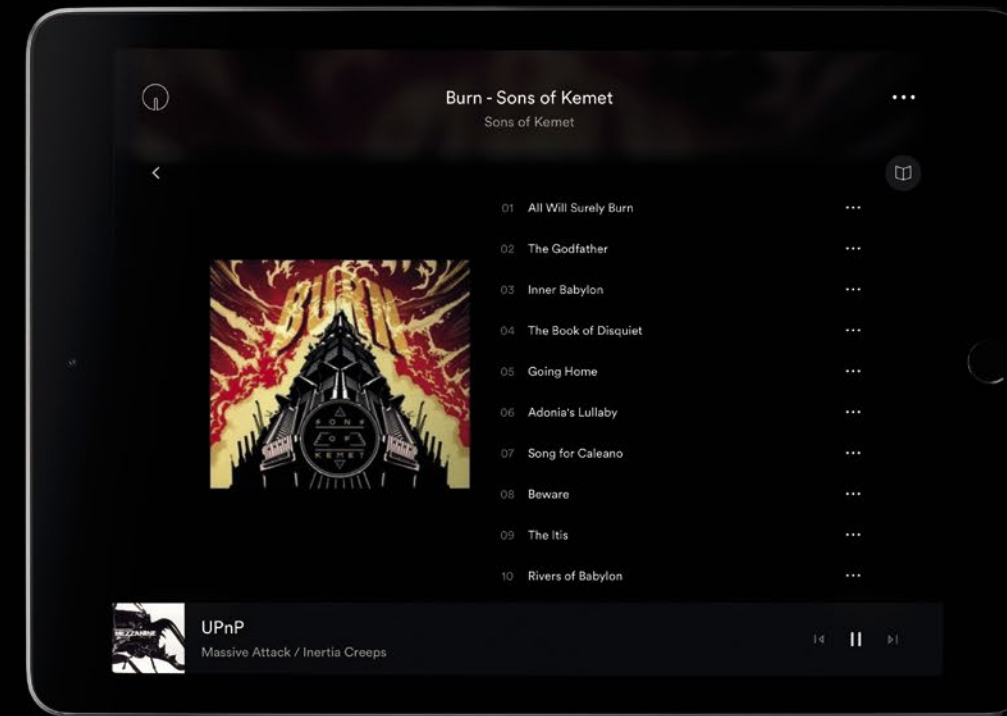 Burn - Sons of Kemet
Sons of Kemet
01 All Will Surely Burn
02 The Godfather
03 Inner Babylon
04 The Book of Disquiet
05 Going Home
06 Adonia's Lullaby
07 Song for Caleano
08 Beware
09 The Itis
10 Rivers of Babylon
BURN
SONS
OF
KEMET
MEZZANINE
UPnP
Massive Attack / Inertia Creeps